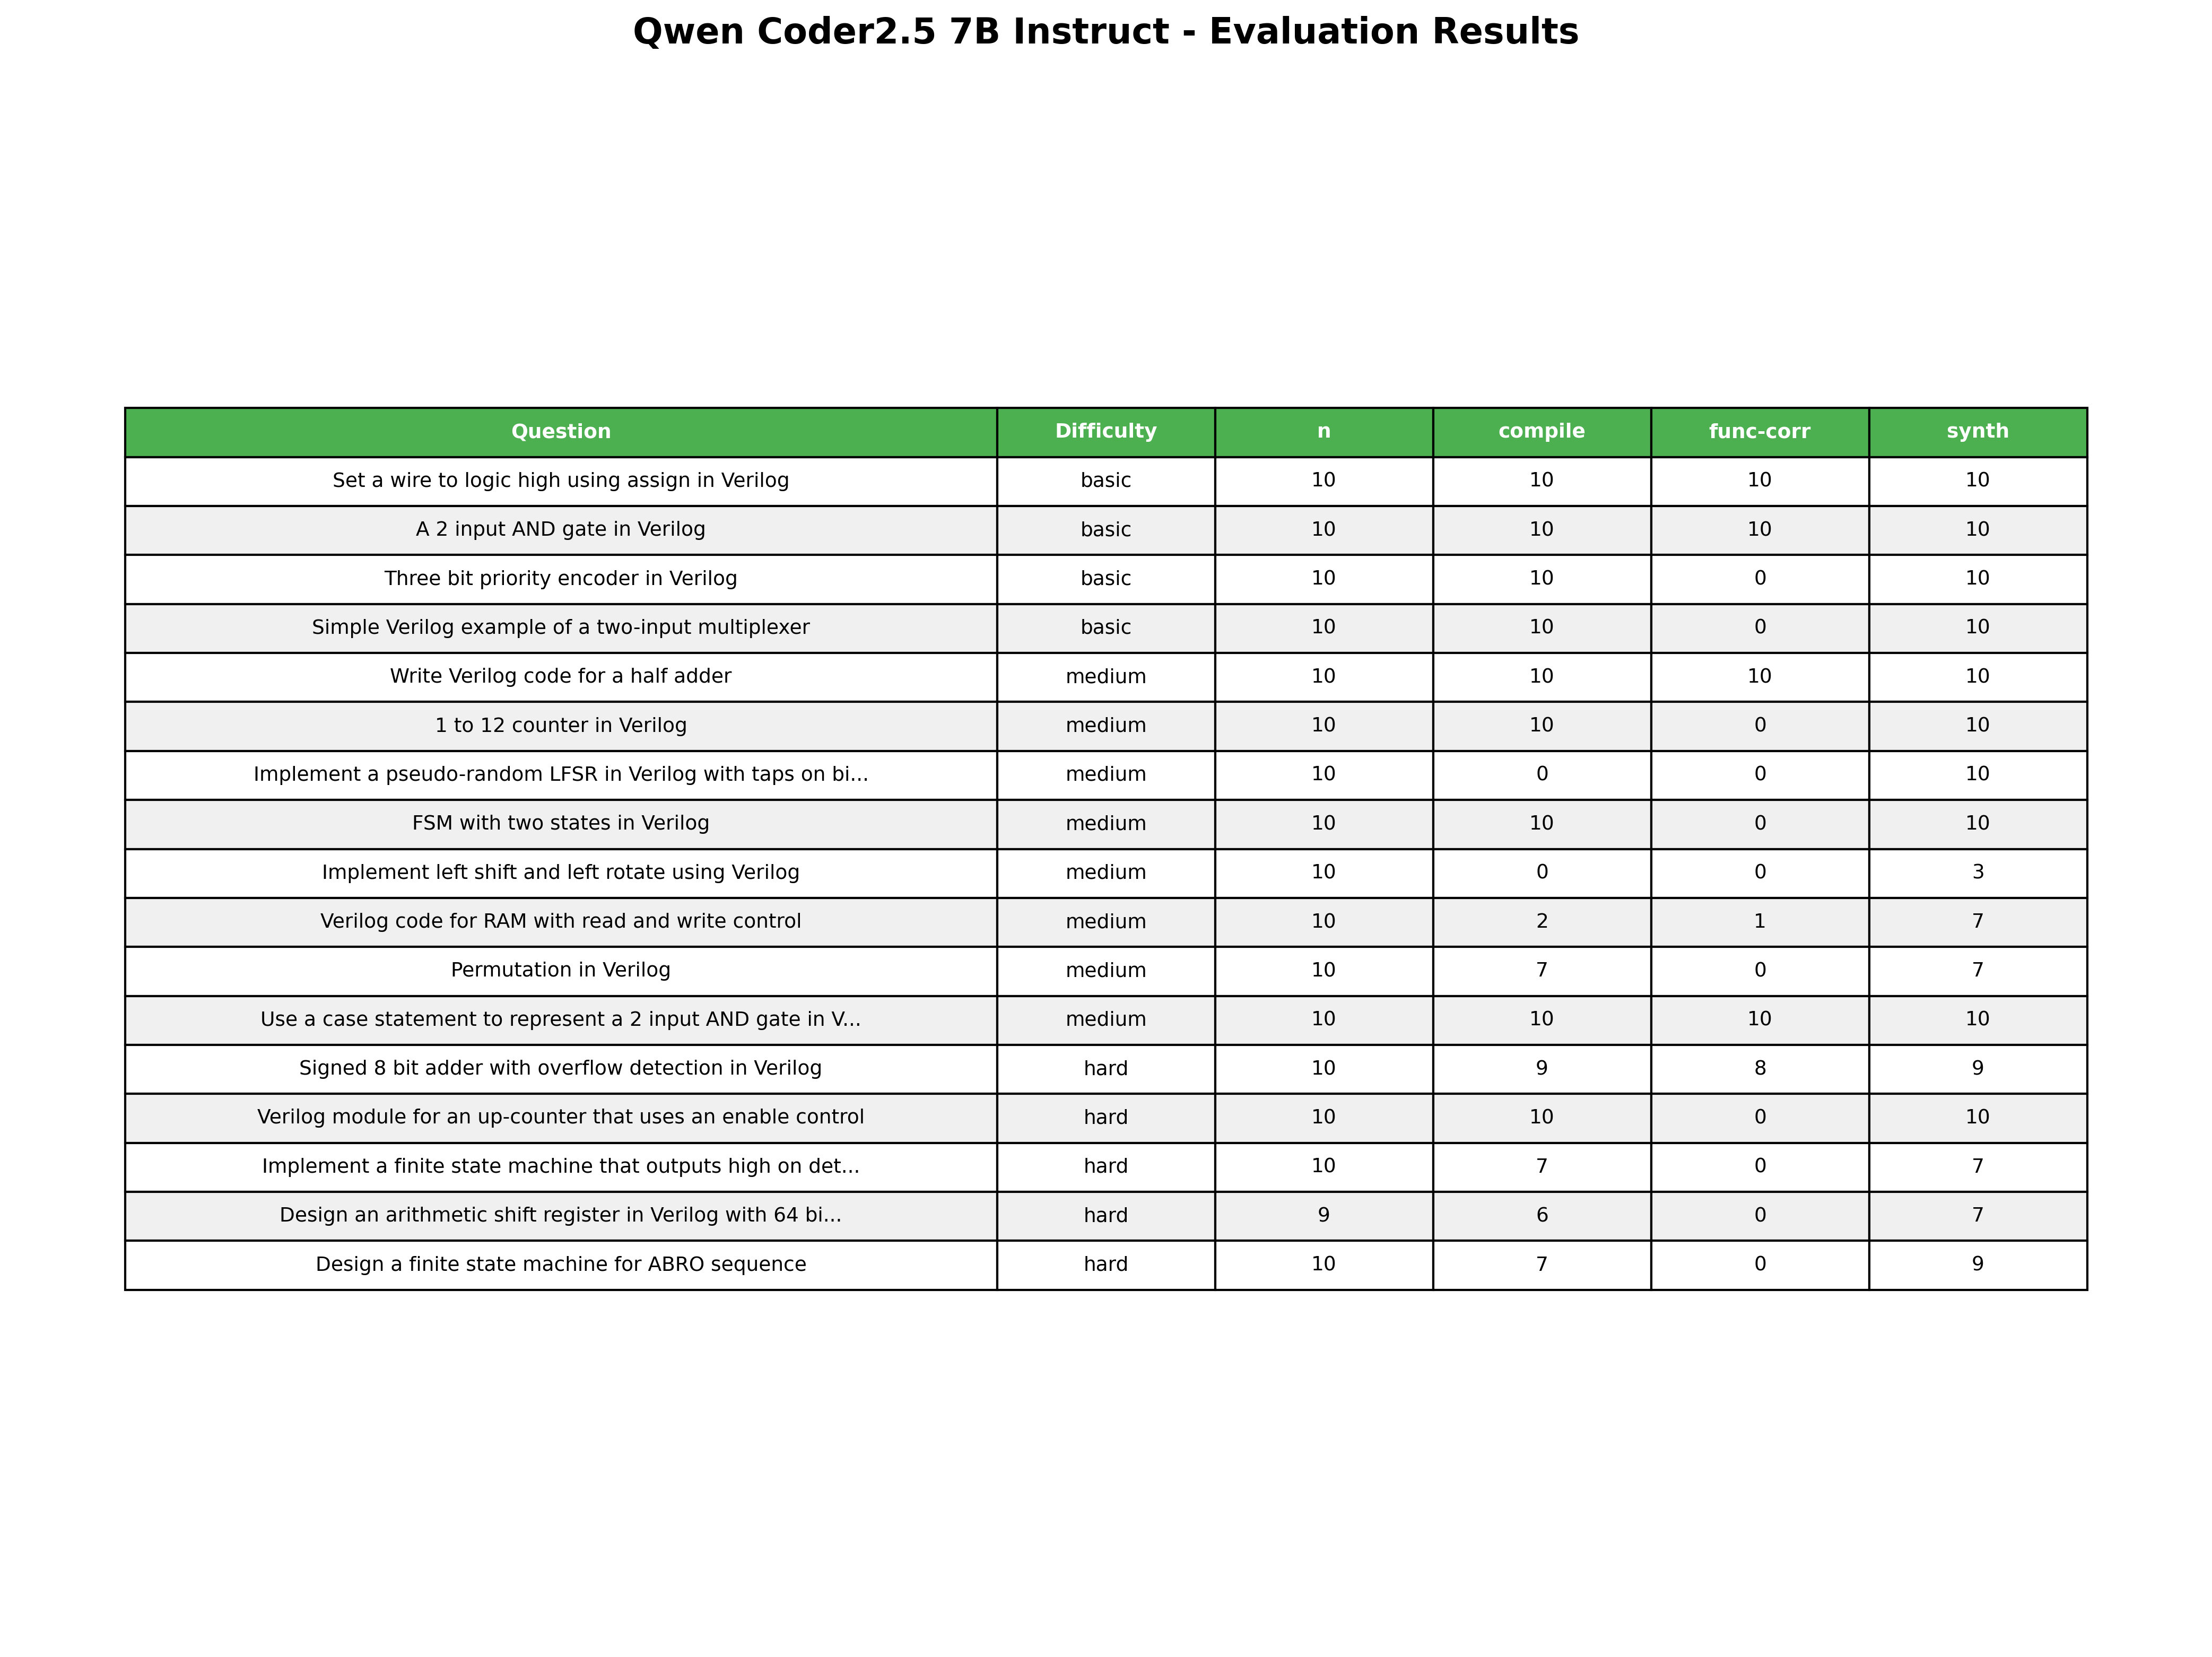 Qwen Coder2.5 7B Instruct - Evaluation Results
Question Difficulty n compile func-corr synth
Set a wire to logic high using assign in Verilog basic 10 10 10 10
A 2 input AND gate in Verilog basic 10 10 10 10
Three bit priority encoder in Verilog basic 10 10 0 10
Simple Verilog example of a two-input multiplexer basic 10 10 0 10
Write Verilog code for a half adder medium 10 10 10 10
1 to 12 counter in Verilog medium 10 10 0 10
Implement a pseudo-random LFSR in Verilog with taps on bi... medium 10 0 0 10
FSM with two states in Verilog medium 10 10 0 10
Implement left shift and left rotate using Verilog medium 10 0 0 3
Verilog code for RAM with read and write control medium 10 2 1 7
Permutation in Verilog medium 10 7 0 7
Use a case statement to represent a 2 input AND gate in V... medium 10 10 10 10
Signed 8 bit adder with overflow detection in Verilog hard 10 9 8 9
Verilog module for an up-counter that uses an enable control hard 10 10 0 10
Implement a finite state machine that outputs high on det... hard 10 7 0 7
Design an arithmetic shift register in Verilog with 64 bi... hard 9 6 0 7
Design a finite state machine for ABRO sequence hard 10 7 0 9